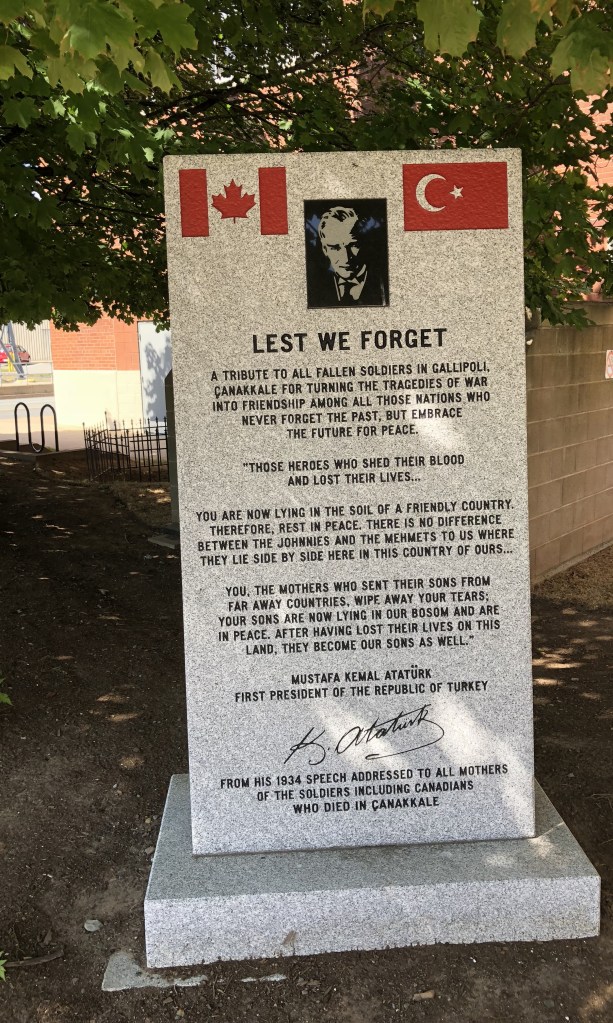 LEST WE FORGET
A TRIBUTE TO ALL FALLEN SOLDIERS IN GALLIPOLI,
ÇANAKKALE FOR TURNING THE TRAGEDIES OF WAR
INTO FRIENDSHIP AMONG ALL THOSE NATIONS WHO
NEVER FORGET THE PAST, BUT EMBRACE
THE FUTURE FOR PEACE.
"THOSE HEROES WHO SHED THEIR BLOOD
AND LOST THEIR LIVES...
YOU ARE NOW LYING IN THE SOIL OF A FRIENDLY COUNTRY.
THEREFORE, REST IN PEACE. THERE IS NO DIFFERENCE
BETWEEN THE JOHNNIES AND THE MEHMETS TO US WHERE
THEY LIE SIDE BY SIDE HERE IN THIS COUNTRY OF OURS...
YOU, THE MOTHERS WHO SENT THEIR SONS FROM
FAR AWAY COUNTRIES, WIPE AWAY YOUR TEARS;
YOUR SONS ARE NOW LYING IN OUR BOSOM AND ARE
IN PEACE. AFTER HAVING LOST THEIR LIVES ON THIS
LAND, THEY BECOME OUR SONS AS WELL."
MUSTAFA KEMAL ATATÜRK
FIRST PRESIDENT OF THE REPUBLIC OF TURKEY
K. Atatürk
FROM HIS 1934 SPEECH ADDRESSED TO ALL MOTHERS
OF THE SOLDIERS INCLUDING CANADIANS
WHO DIED IN ÇANAKKALE